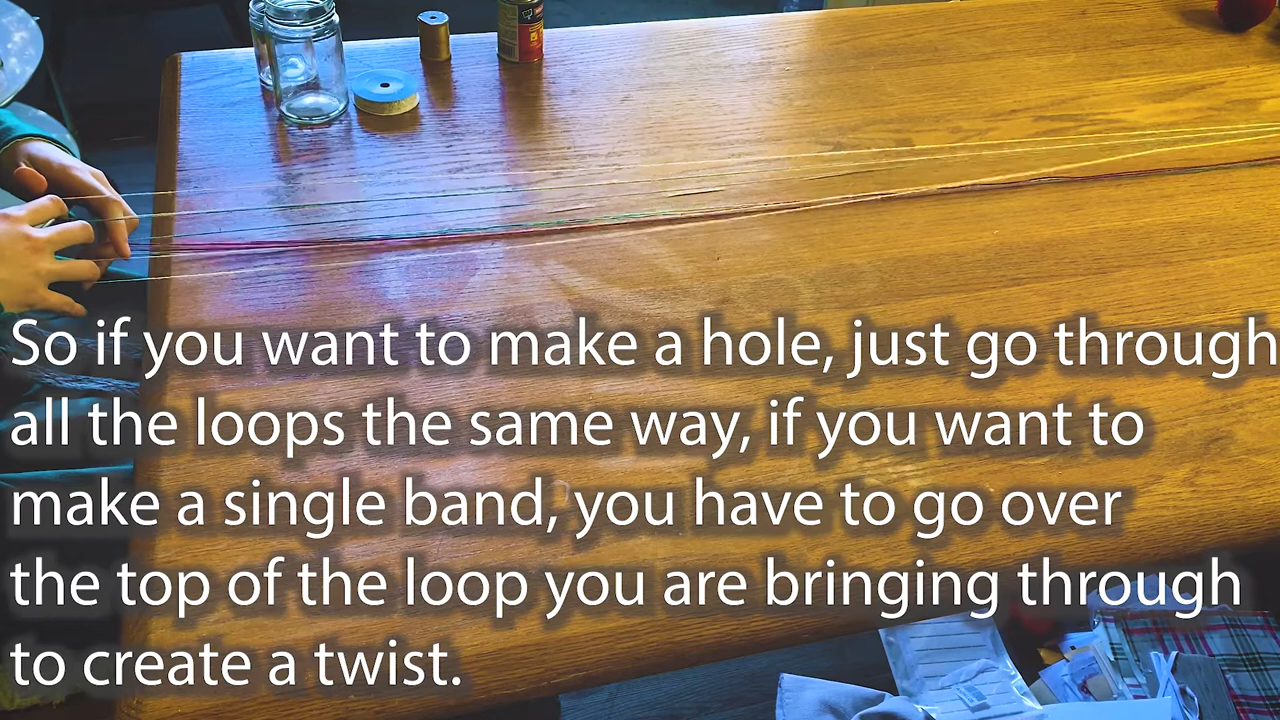 So if you want to make a hole, just go through
all the loops the same way, if you want to
make a single band, you have to go over
the top of the loop you are bringing through
to create a twist.